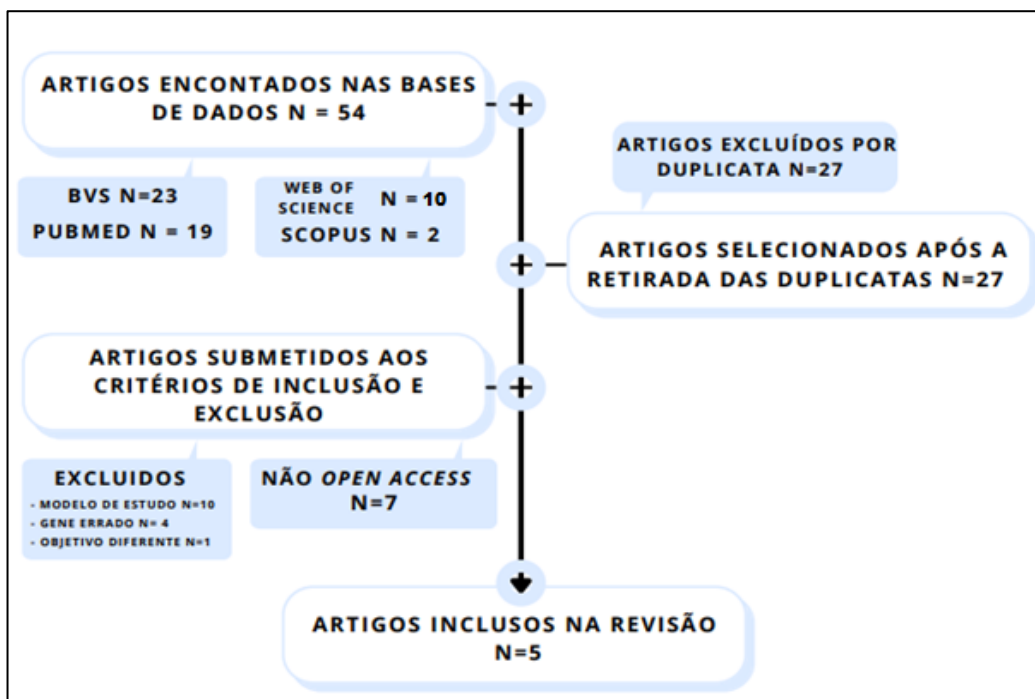 ARTIGOS ENCONTADOS NAS BASES
DE DADOS N = 54
BVS N=23
PUBMED N = 19
WEB OF
SCIENCE N = 10
SCOPUS N = 2
ARTIGOS EXCLUÍDOS POR
DUPLICATA N=27
ARTIGOS SELECIONADOS APÓS A
RETIRADA DAS DUPLICATAS N=27
ARTIGOS SUBMETIDOS AOS
CRITÉRIOS DE INCLUSÃO E
EXCLUSÃO
EXCLUIDOS
- MODELO DE ESTUDO N=10
- GENE ERRADO N= 4
- OBJETIVO DIFERENTE N=1
NÃO OPEN ACCESS
N=7
ARTIGOS INCLUSOS NA REVISÃO
N=5